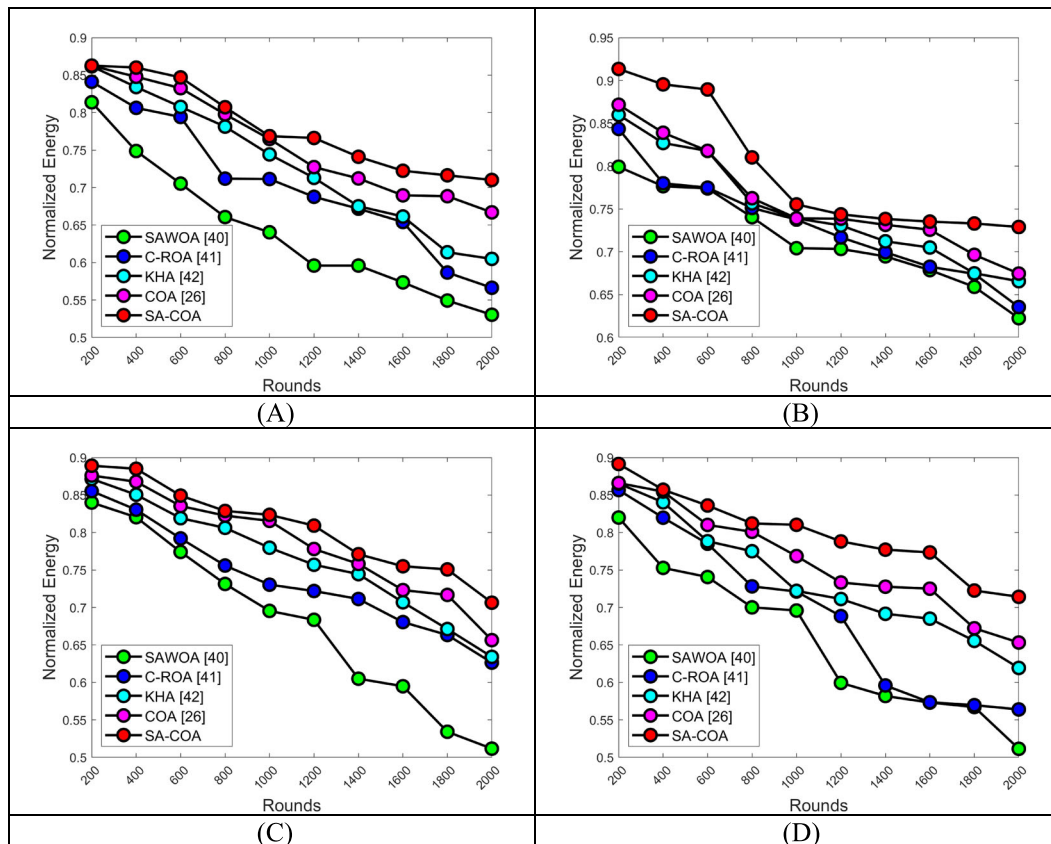 0.9
0.85
0.8
0.75
0.7
0.65
0.6
0.55
0.5
Normalized Energy
SAWOA [40]
C-ROA [41]
KHA [42]
COA [26]
SA-COA
200 400 600 800 1000 1200 1400 1600 1800 2000
Rounds
(A)
0.95
0.9
0.85
0.8
0.75
0.7
0.65
0.6
Normalized Energy
SAWOA [40]
C-ROA [41]
KHA [42]
COA [26]
SA-COA
200 400 600 800 1000 1200 1400 1600 1800 2000
Rounds
(B)
0.9
0.85
0.8
0.75
0.7
0.65
0.6
0.55
0.5
Normalized Energy
SAWOA [40]
C-ROA [41]
KHA [42]
COA [26]
SA-COA
200 400 600 800 1000 1200 1400 1600 1800 2000
Rounds
(C)
0.9
0.85
0.8
0.75
0.7
0.65
0.6
0.55
0.5
Normalized Energy
SAWOA [40]
C-ROA [41]
KHA [42]
COA [26]
SA-COA
200 400 600 800 1000 1200 1400 1600 1800 2000
Rounds
(D)